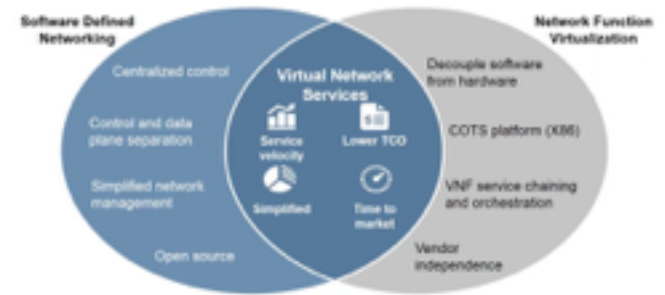 Software Defined
Networking
Network Function
Virtualization
Centralized control
Control and data
plane separation
Simplified network
management
Open source
Virtual Network
Services
Service
velocity
Lower TCO
Simplified
Time to
market
Decouple software
from hardware
COTS platform (X86)
VNF service chaining
and orchestration
Vendor
independence